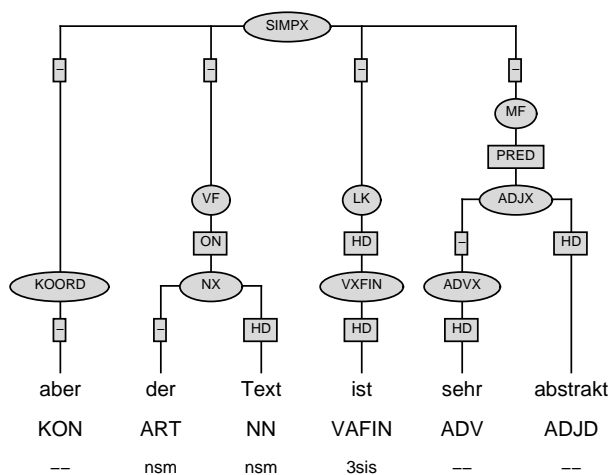 SIMPX
– – – –
MF
PRED
VF LK ADJX
ON HD – HD
KOORD NX VXFIN ADVX
– – HD HD HD
aber der Text ist sehr abstrakt
KON ART NN VAFIN ADV ADJD
–– nsm nsm 3sis –– ––